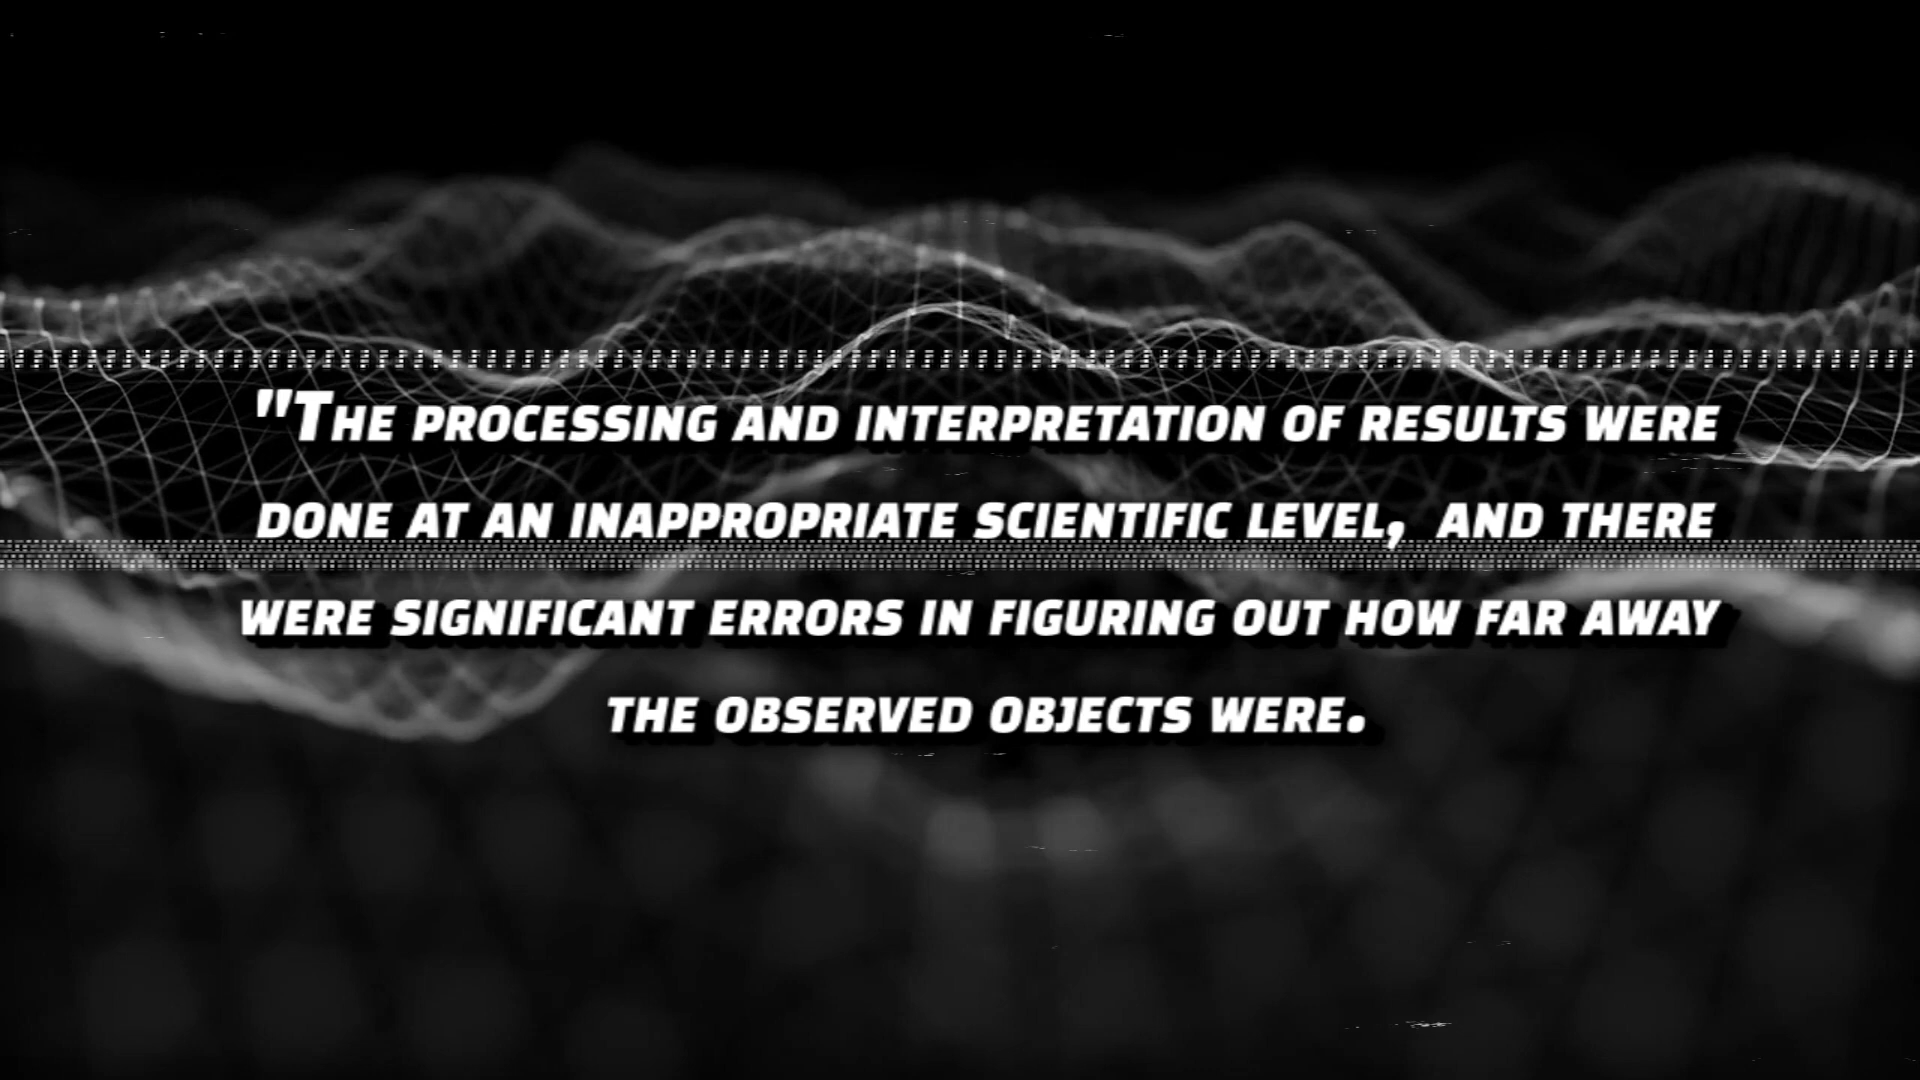 "The processing and interpretation of results were
done at an inappropriate scientific level, and there
were significant errors in figuring out how far away
the observed objects were.